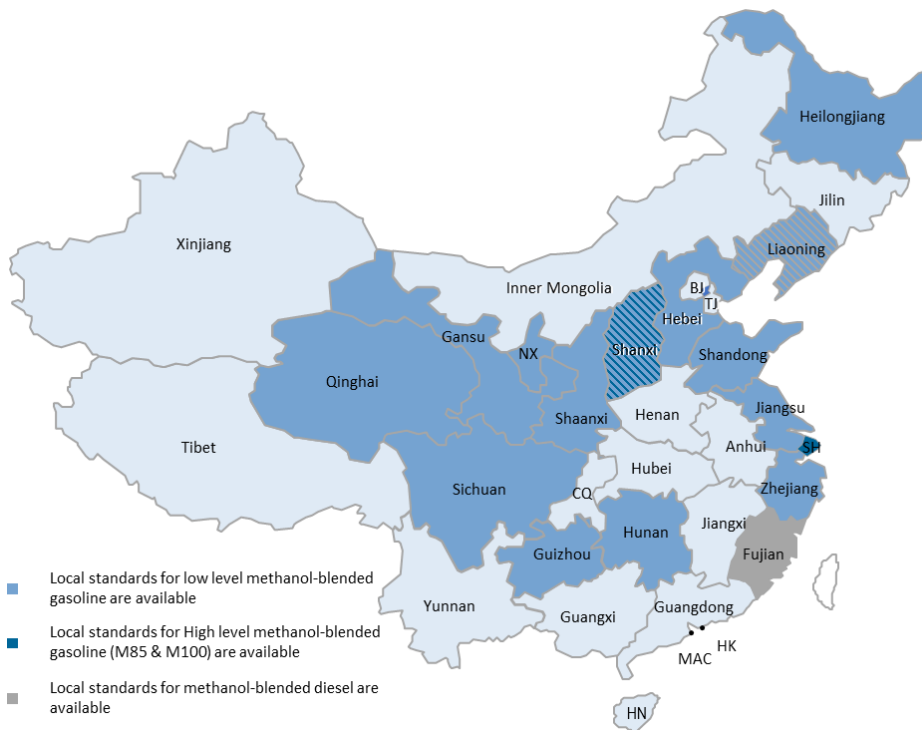 Heilongjiang
Jilin
Liaoning
Xinjiang
Inner Mongolia
BJ
TJ
Hebei
Gansu
NX
Shanxi
Shandong
Qinghai
Shaanxi
Henan
Jiangsu
Tibet
Anhui
SH
Hubei
Sichuan
CQ
Zhejiang
Hunan
Jiangxi
Guizhou
Fujian
Yunnan
Guangxi
Guangdong
HK
MAC
HN
Local standards for low level methanol-blended
gasoline are available
Local standards for High level methanol-blended
gasoline (M85 & M100) are available
Local standards for methanol-blended diesel are
available